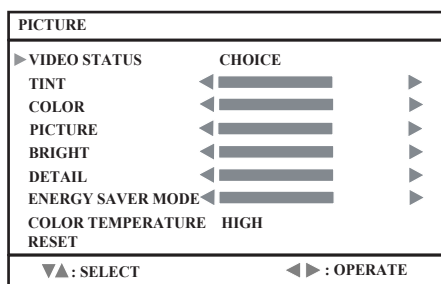 PICTURE
VIDEO STATUS CHOICE
TINT
COLOR
PICTURE
BRIGHT
DETAIL
ENERGY SAVER MODE
COLOR TEMPERATURE HIGH
RESET
: SELECT : OPERATE